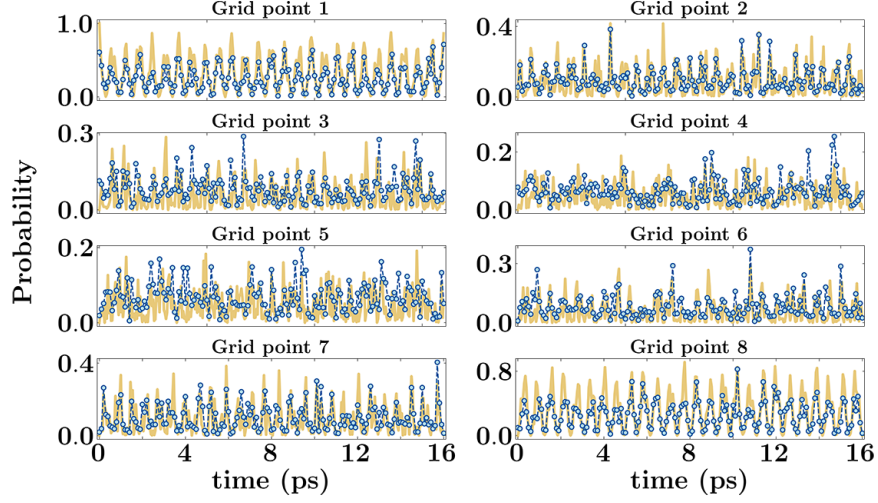 Grid point 1
Grid point 2
1.0
0.0
0.4
0.0
Grid point 3
Grid point 4
0.3
0.0
0.2
0.0
Probability
Grid point 5
Grid point 6
0.2
0.0
0.3
0.0
Grid point 7
Grid point 8
0.4
0.0
0.8
0.0
0 4 8 12 16
0 4 8 12 16
time (ps)
time (ps)